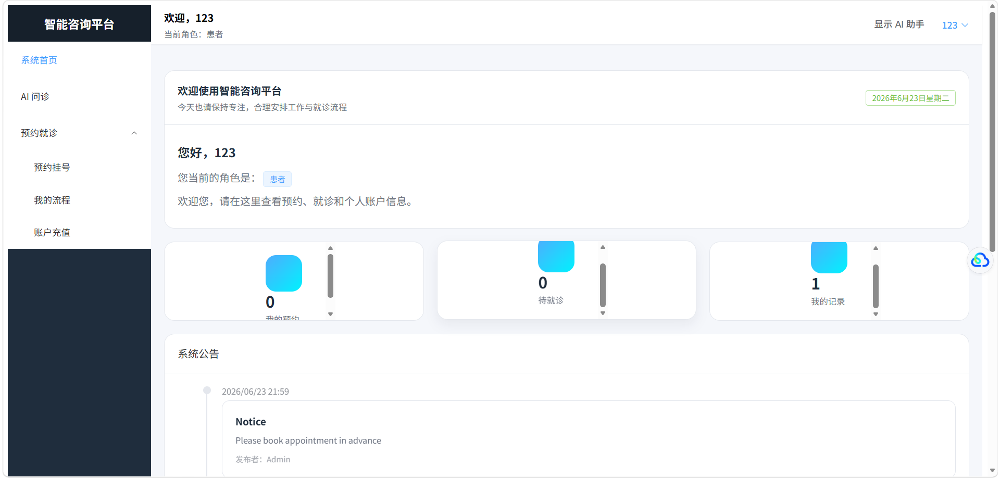 智能咨询平台
系统首页
AI 问诊
预约就诊
预约挂号
我的流程
账户充值
欢迎，123
当前角色：患者
显示 AI 助手
123
欢迎使用智能咨询平台
今天也请保持专注，合理安排工作与就诊流程
2026年6月23日星期二
您好，123
您当前的角色是：
患者
欢迎您，请在这里查看预约、就诊和个人账户信息。
0
我的预约
0
待就诊
1
我的记录
系统公告
2026/06/23 21:59
Notice
Please book appointment in advance
发布者：Admin